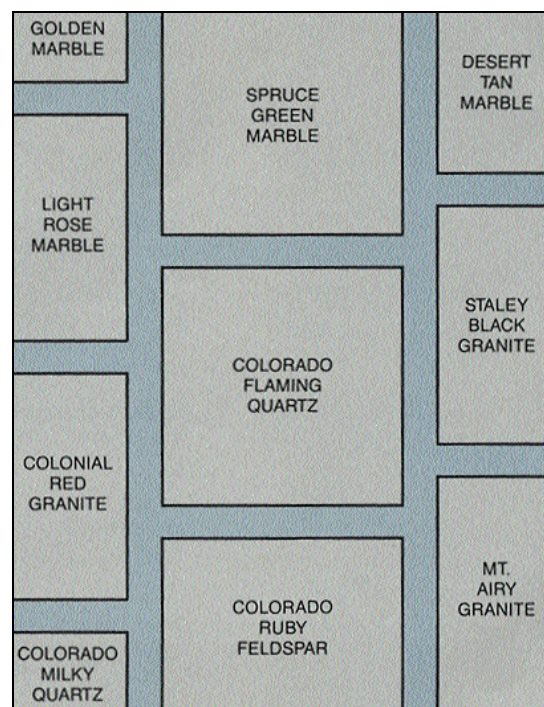 GOLDEN
MARBLE
LIGHT
ROSE
MARBLE
COLONIAL
RED
GRANITE
COLORADO
MILKY
QUARTZ
SPRUCE
GREEN
MARBLE
COLORADO
FLAMING
QUARTZ
COLORADO
RUBY
FELDSPAR
DESERT
TAN
MARBLE
STALEY
BLACK
GRANITE
MT.
AIRY
GRANITE